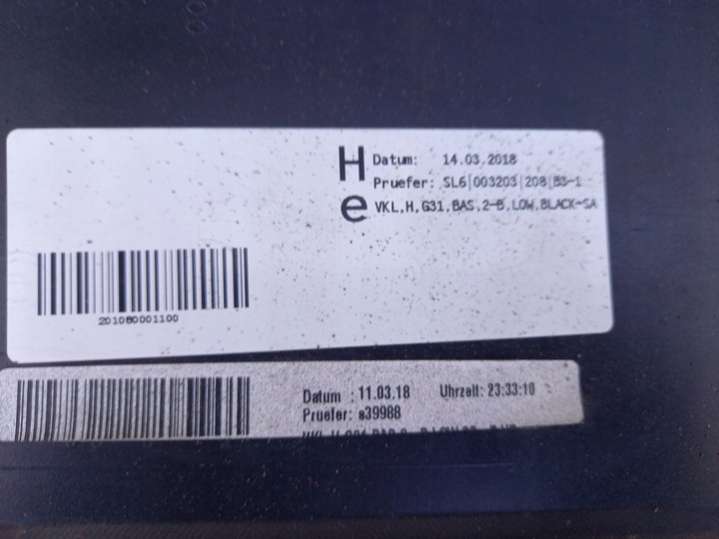 H
Datum: 14.03.2018
Pruefer: SL6|003203|208|B3-1
e
VKL,H,G31,BAS,2-B,LOW,BLACK-SA
201080001100
Datum : 11.03.18 Uhrzeit: 23:33:10
Pruefer: a39988